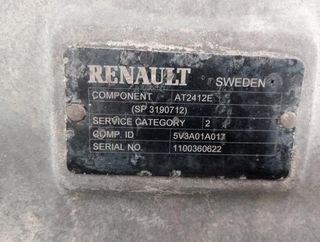 RENAULT SWEDEN
COMPONENT AT2412E
(SP 3190712)
SERVICE CATEGORY 2
COMP. ID 5V3A01A017
SERIAL NO. 1100360622